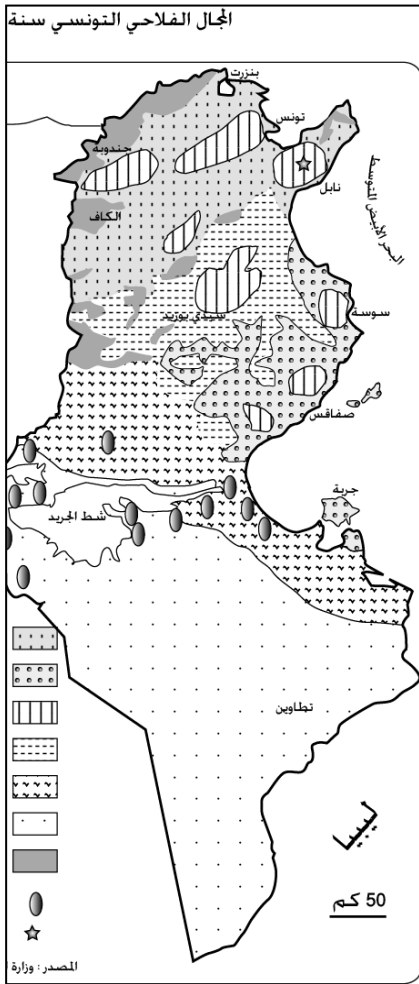 المجال الفلاحي التونسي سنة
بنزرت
تونس
جندوبة
نابل
الكاف
البحر الأبيض المتوسط
سوسة
سيدي بوزيد
صفاقس
جربة
شط الجريد
تطاوين
ليبيا
50 كم
المصدر : وزارة